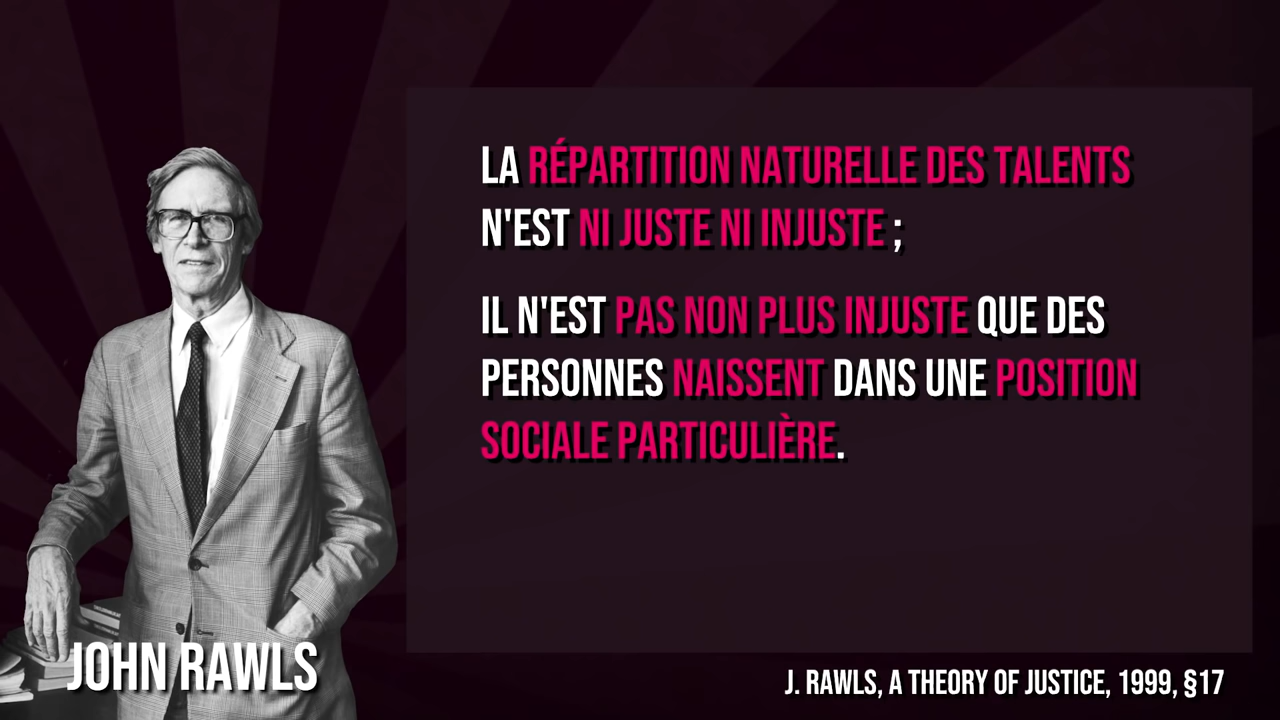 LA RÉPARTITION NATURELLE DES TALENTS
N'EST NI JUSTE NI INJUSTE ;
IL N'EST PAS NON PLUS INJUSTE QUE DES
PERSONNES NAISSENT DANS UNE POSITION
SOCIALE PARTICULIÈRE.
JOHN RAWLS
J. RAWLS, A THEORY OF JUSTICE, 1999, §17